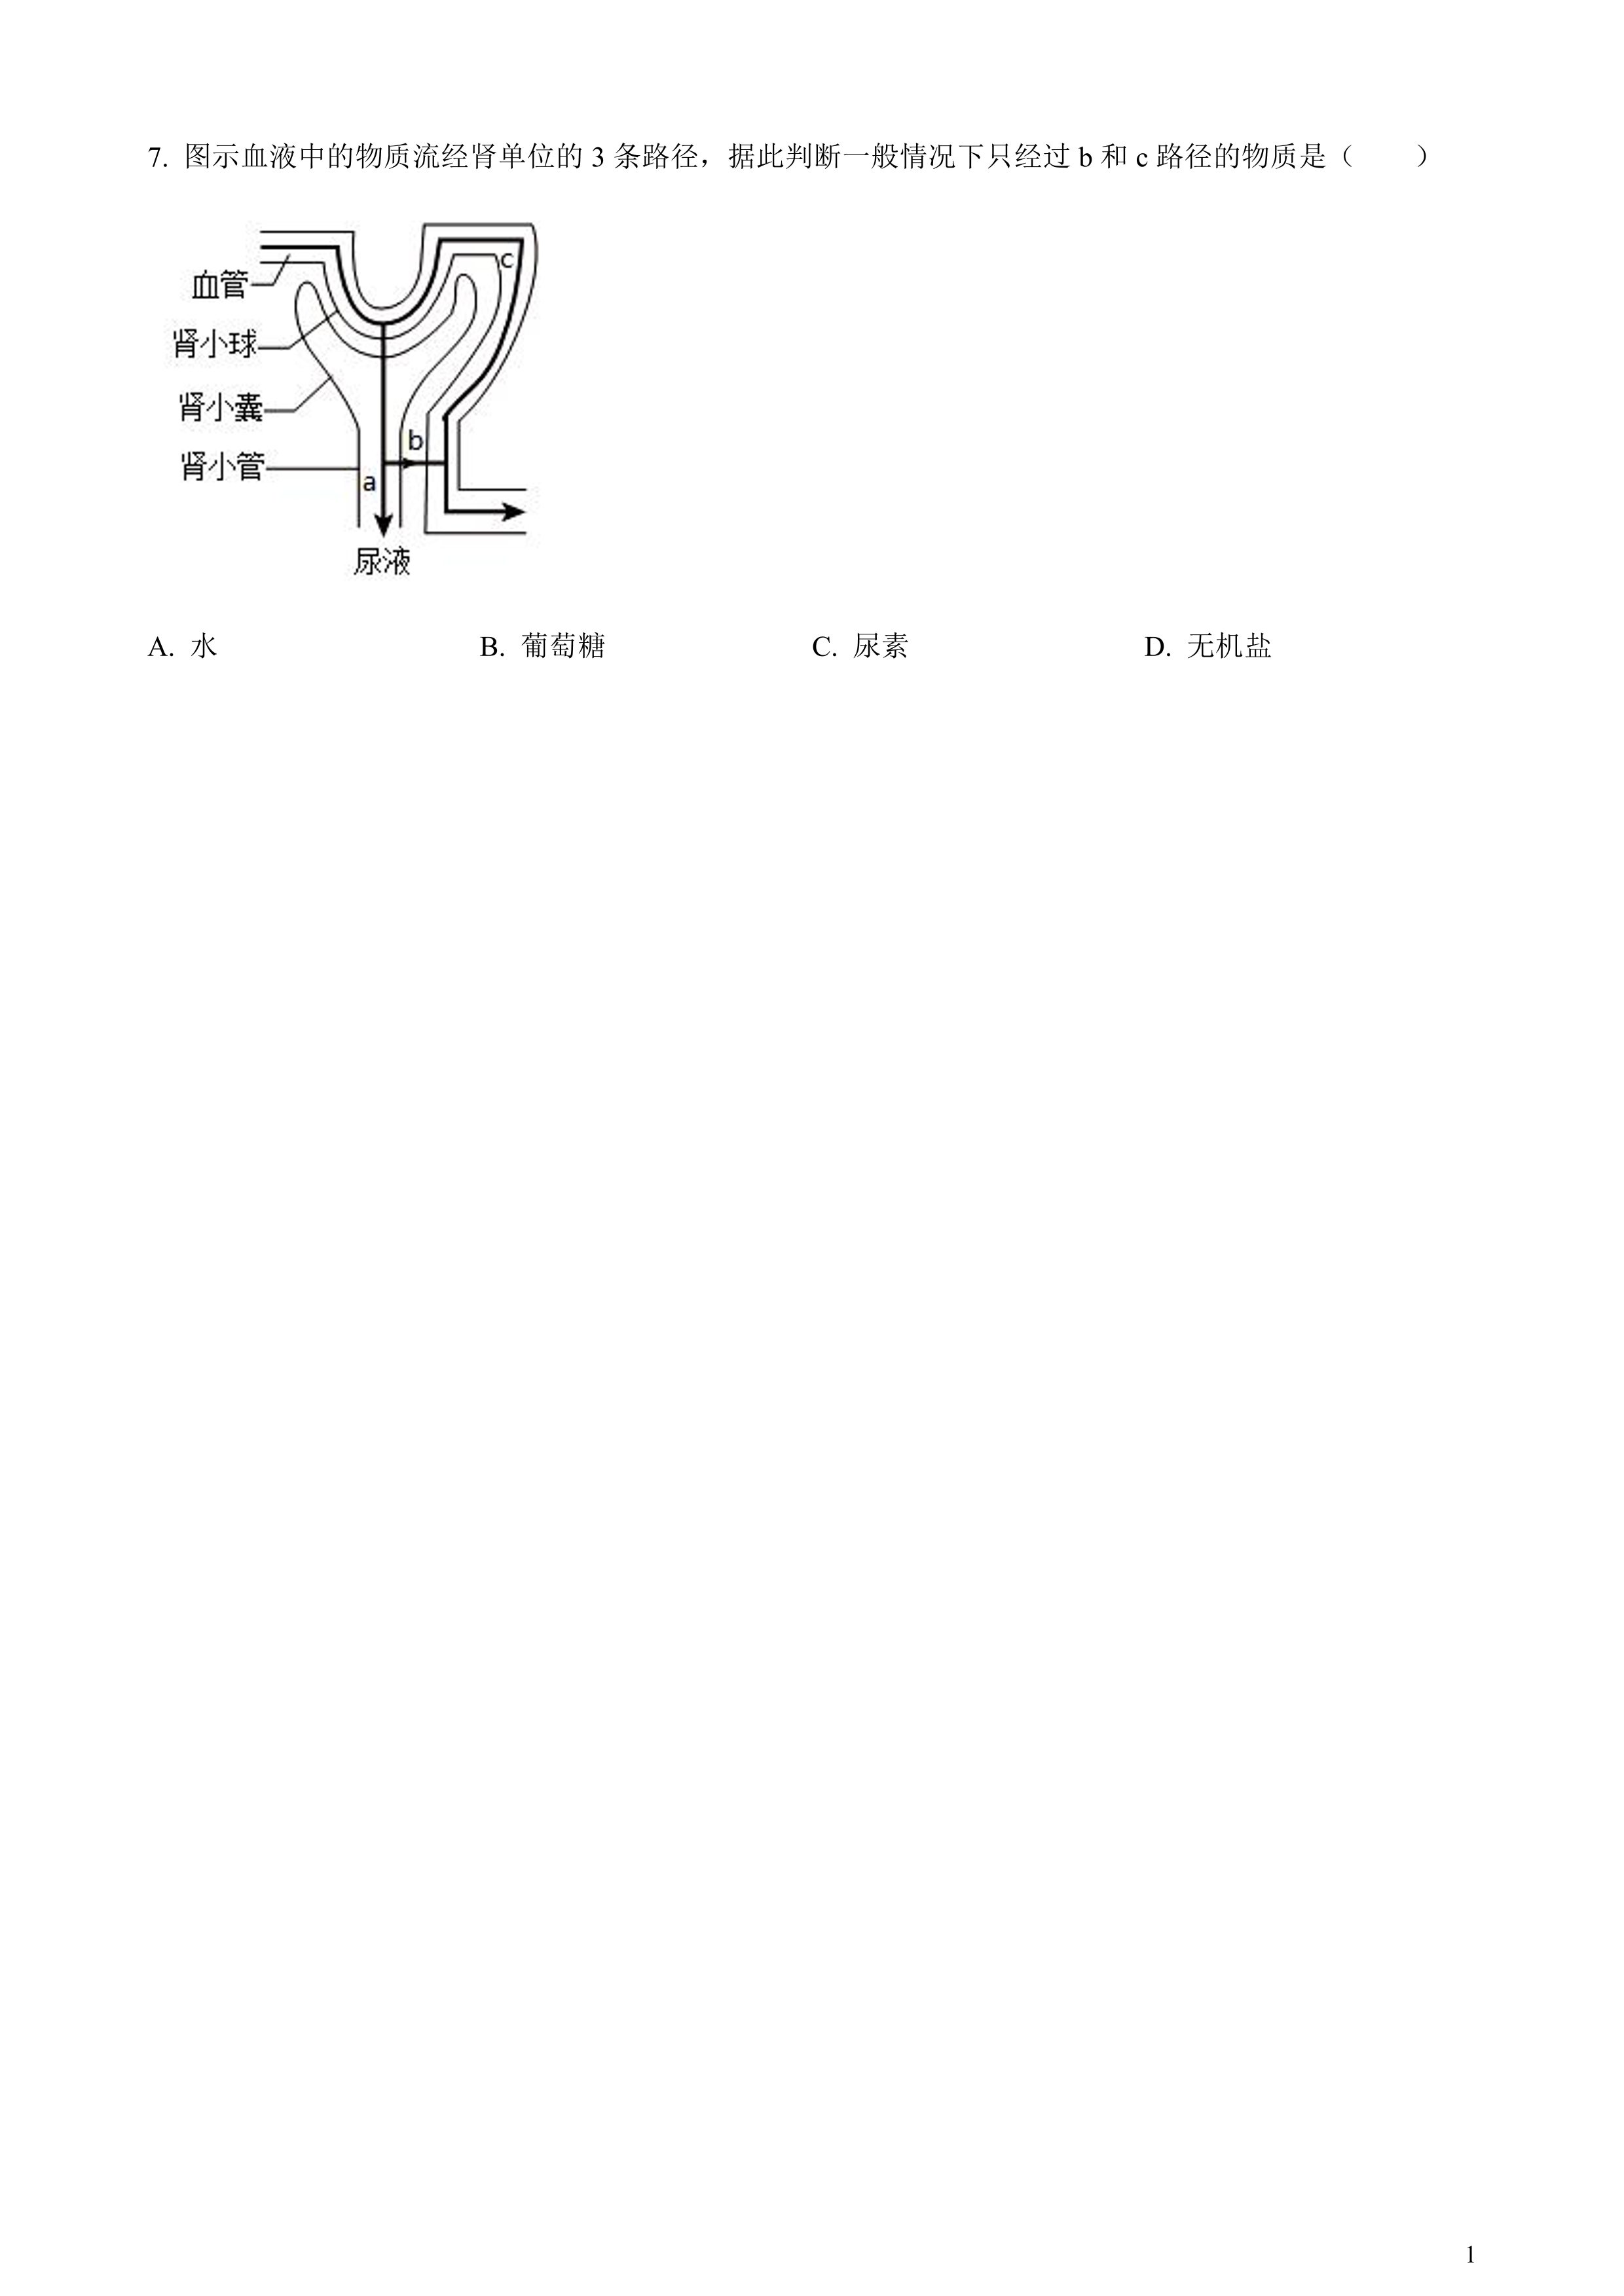 7. 图示血液中的物质流经肾单位的 3 条路径，据此判断一般情况下只经过 b 和 c 路径的物质是（　　）
c
血管
肾小球
肾小囊
b
肾小管
a
尿液
A. 水　B. 葡萄糖　C. 尿素　D. 无机盐
1